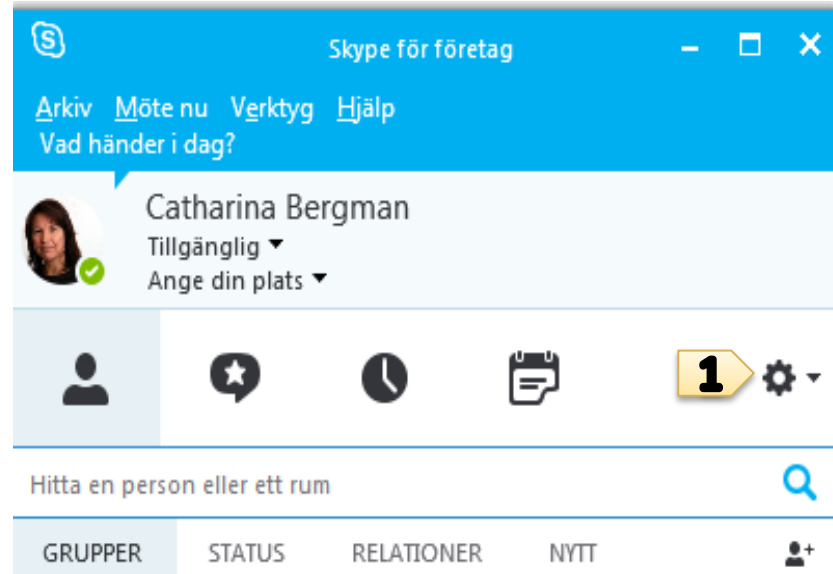 Skype för företag
Arkiv Möte nu Verktyg Hjälp
Vad händer i dag?
Catharina Bergman
Tillgänglig
Ange din plats
1
Hitta en person eller ett rum
GRUPPER STATUS RELATIONER NYTT